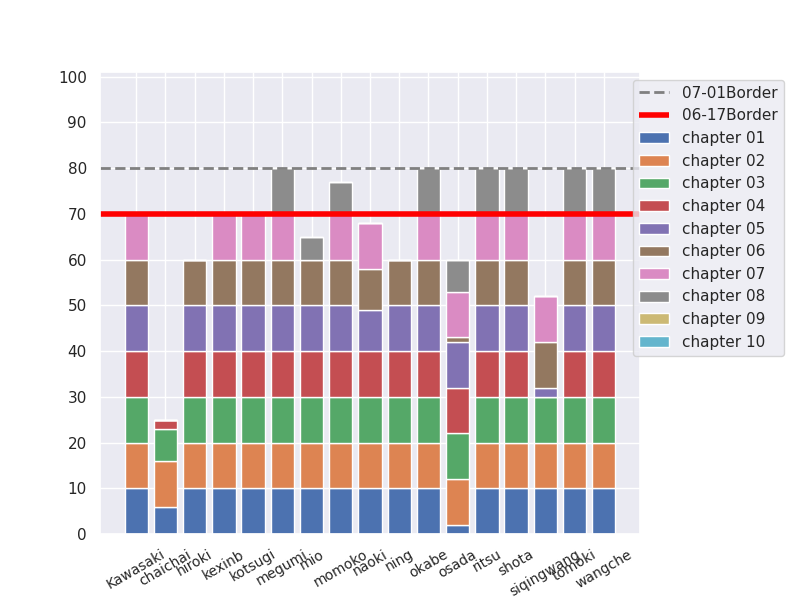 100
90
80
70
60
50
40
30
20
10
0
07-01Border
06-17Border
chapter 01
chapter 02
chapter 03
chapter 04
chapter 05
chapter 06
chapter 07
chapter 08
chapter 09
chapter 10
Kawasaki
chaichai
hiroki
kexinb
kotsugi
megumi
mio
momoko
naoki
ning
okabe
osada
ritsu
shota
siqingwang
tomoki
wangche